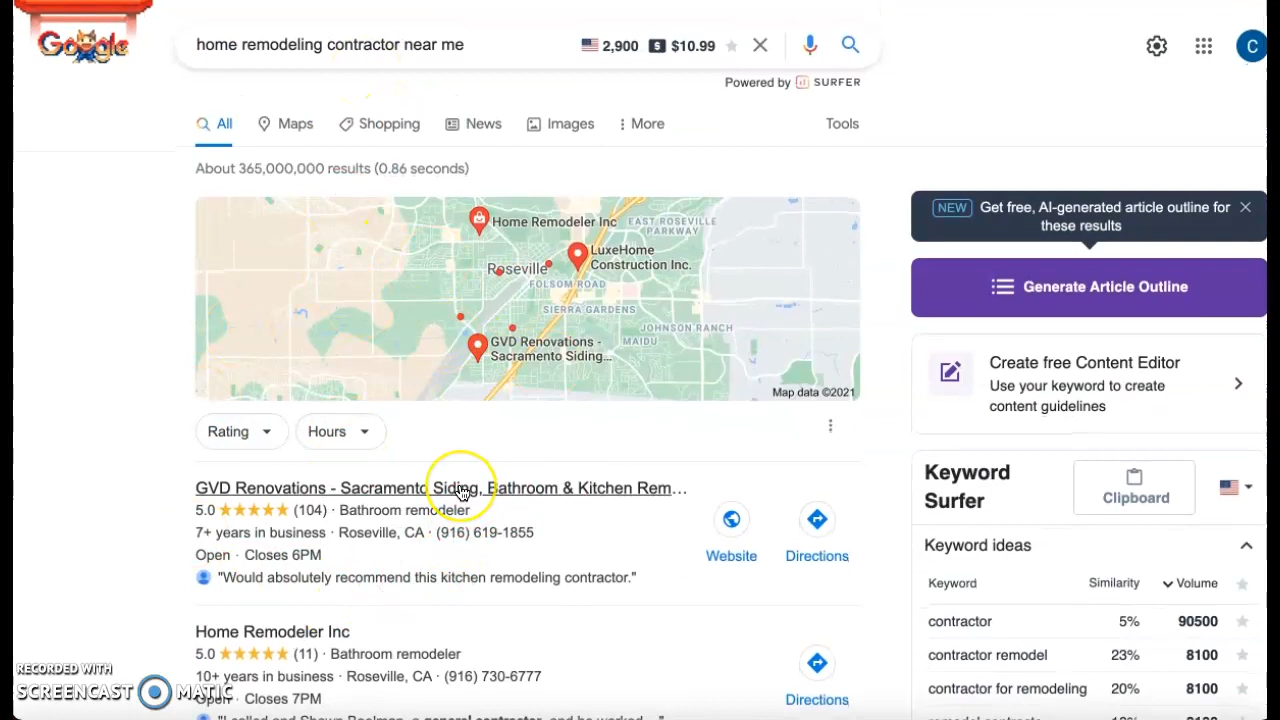 Google
home remodeling contractor near me
2,900
$ $10.99
Powered by SURFER
C
All
Maps
Shopping
News
Images
More
Tools
About 365,000,000 results (0.86 seconds)
Home Remodeler Inc
EAST ROSEVILLE
PARKWAY
LuxeHome
Construction Inc.
Roseville
FOLSOM ROAD
SIERRA GARDENS
JOHNSON RANCH
MAIDU
GVD Renovations -
Sacramento Siding...
Map data ©2021
NEW Get free, AI-generated article outline for
these results
Generate Article Outline
Create free Content Editor
Use your keyword to create
content guidelines
Rating
Hours
GVD Renovations - Sacramento Siding, Bathroom & Kitchen Rem...
5.0 (104) · Bathroom remodeler
7+ years in business · Roseville, CA · (916) 619-1855
Open · Closes 6PM
"Would absolutely recommend this kitchen remodeling contractor."
Website
Directions
Home Remodeler Inc
5.0 (11) · Bathroom remodeler
10+ years in business · Roseville, CA · (916) 730-6777
Open · Closes 7PM
Directions
Keyword
Surfer
Clipboard
Keyword ideas
Keyword Similarity Volume
contractor 5% 90500
contractor remodel 23% 8100
contractor for remodeling 20% 8100
RECORDED WITH
SCREENCAST MATIC